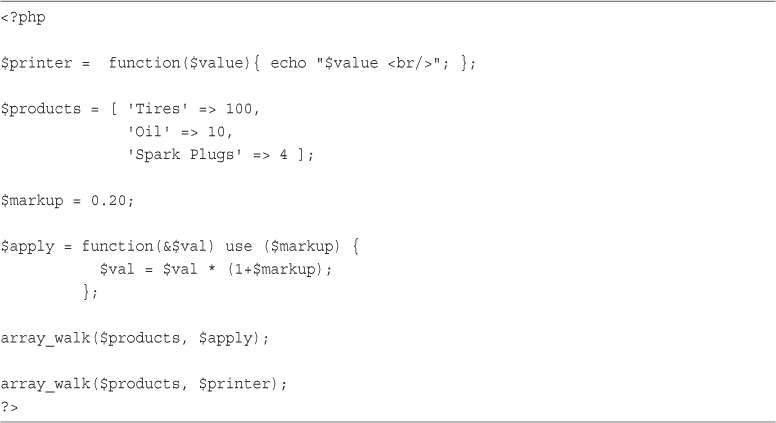 <?php
$printer =  function($value){ echo "$value <br/>"; };
$products = [ 'Tires' => 100,
              'Oil' => 10,
              'Spark Plugs' => 4 ];
$markup = 0.20;
$apply = function(&$val) use ($markup) {
           $val = $val * (1+$markup);
         };
array_walk($products, $apply);
array_walk($products, $printer);
?>